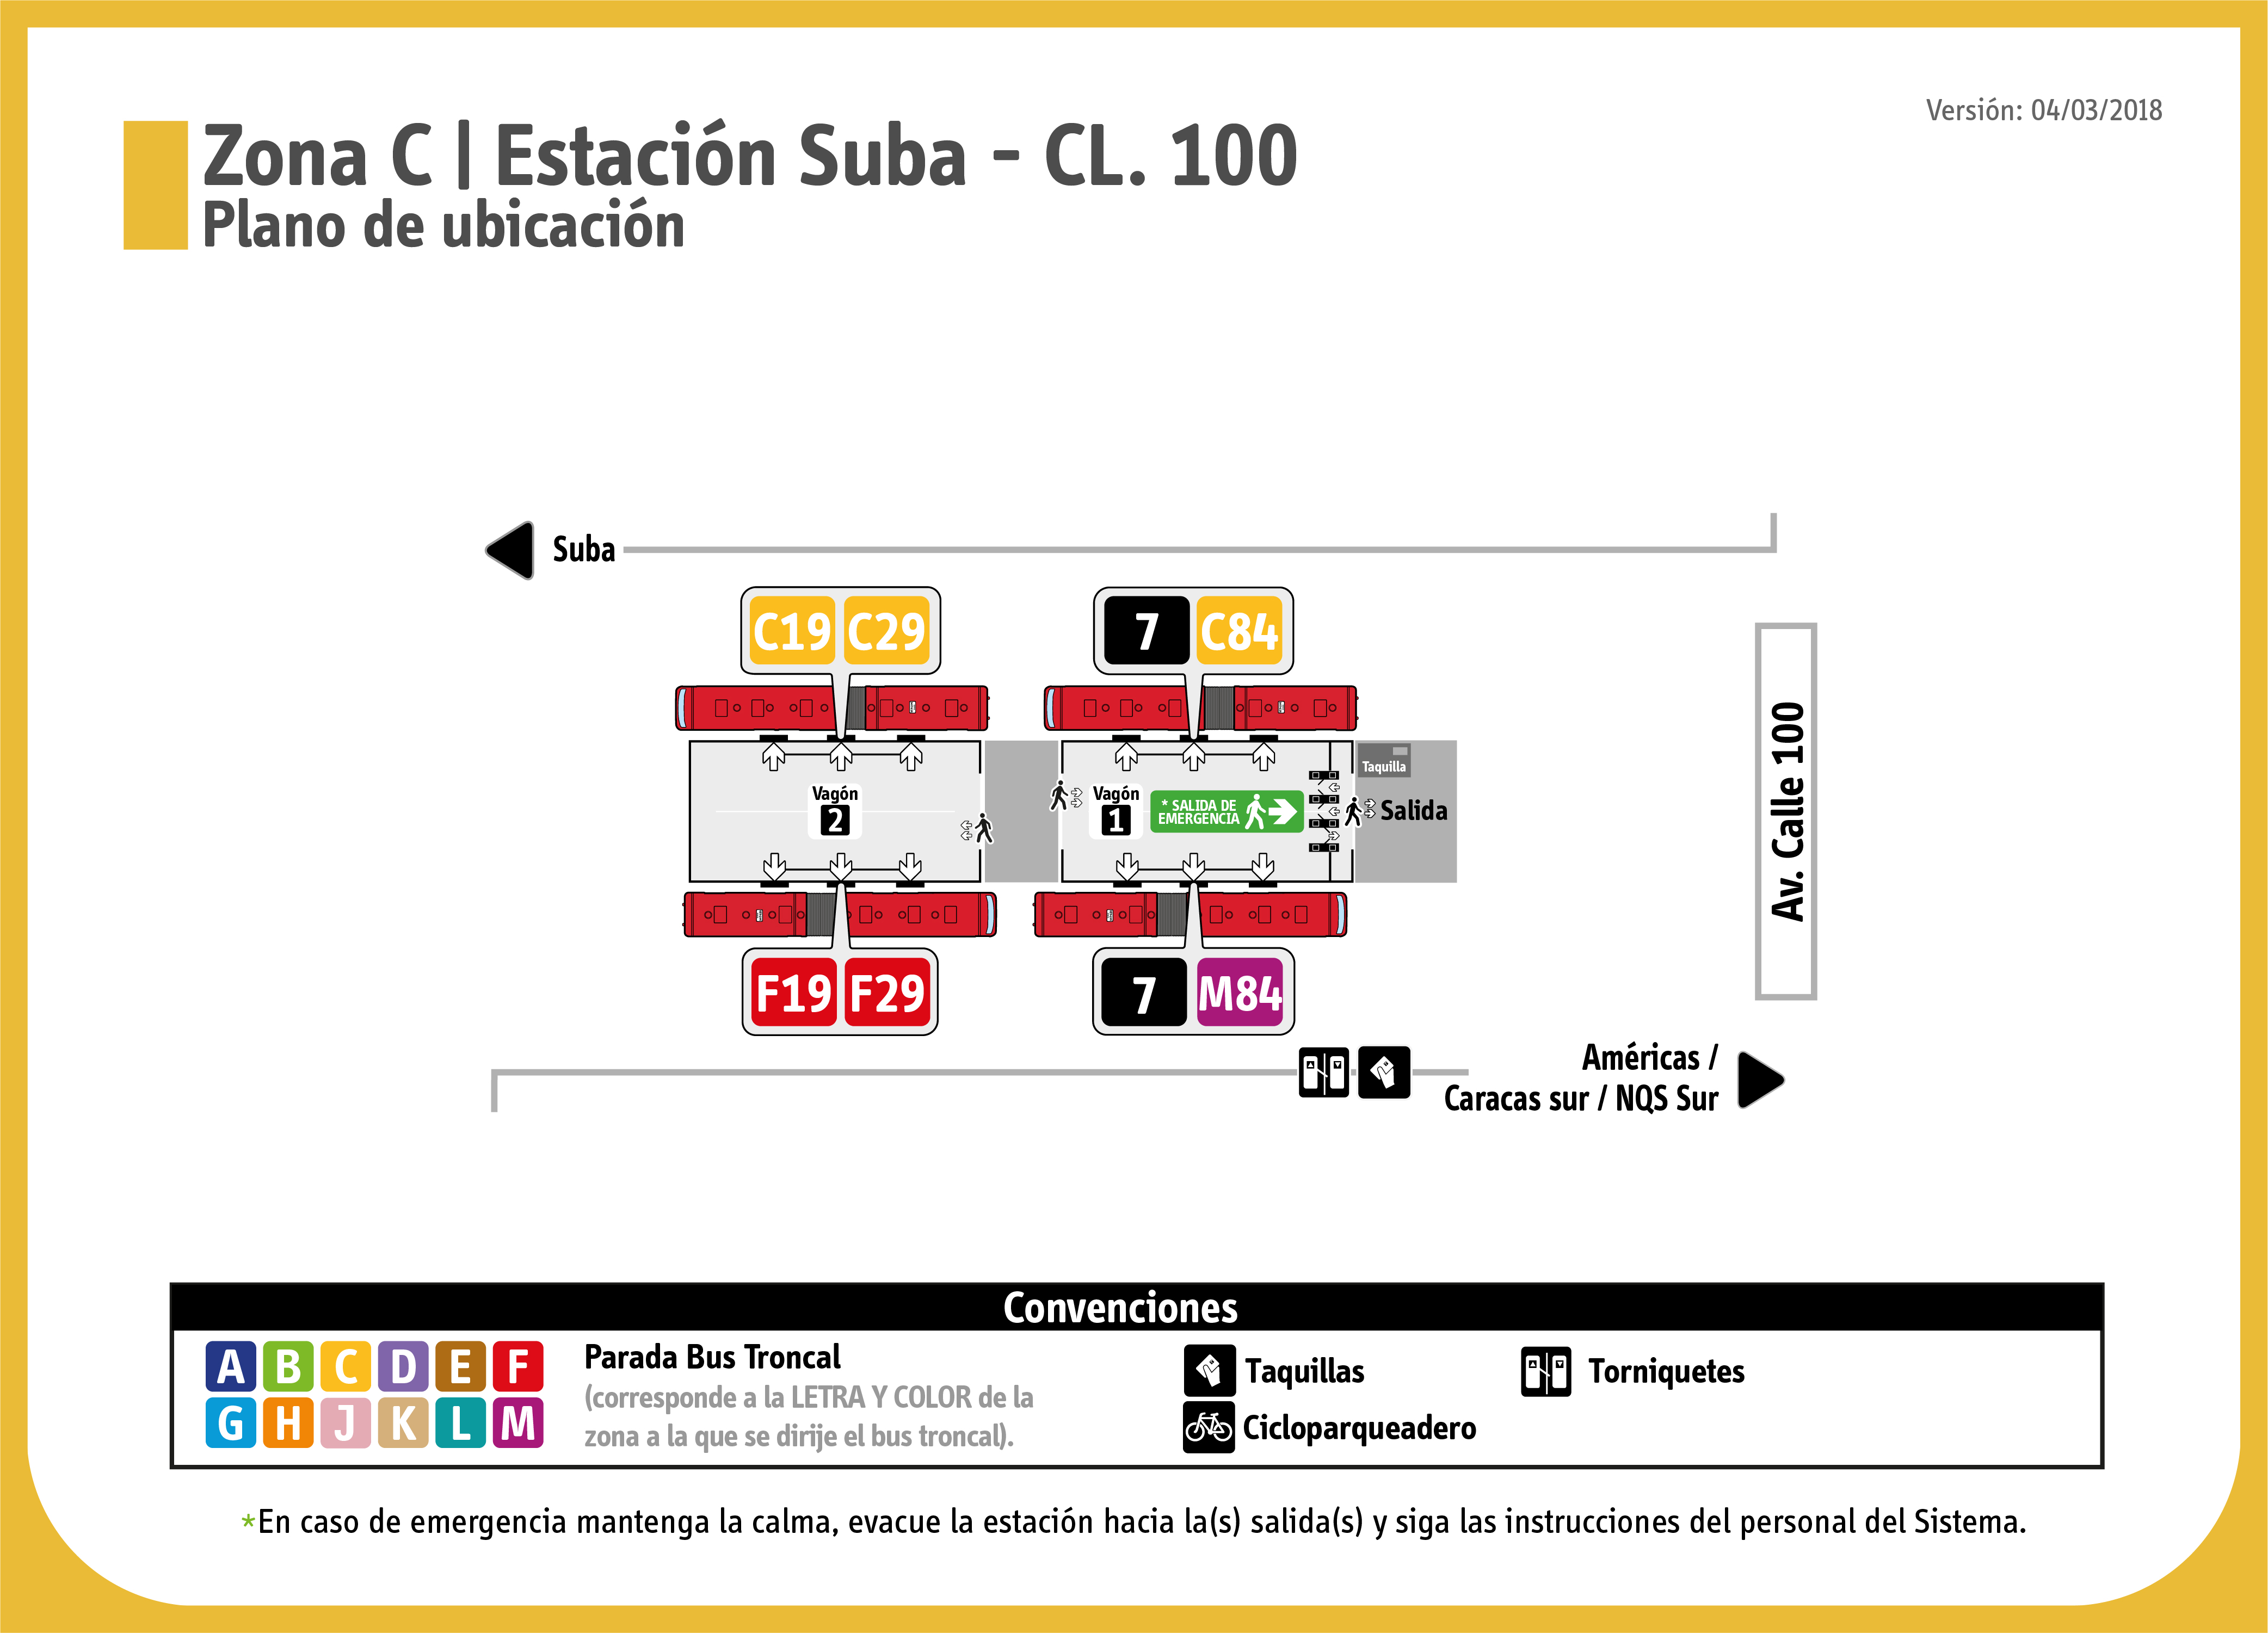 Versión: 04/03/2018
Zona C | Estación Suba - CL. 100
Plano de ubicación
Suba
C19 C29
7 C84
Taquilla
Vagón
2
Vagón
1
* SALIDA DE
EMERGENCIA
Salida
Av. Calle 100
F19 F29
7 M84
Américas /
Caracas sur / NQS Sur
Convenciones
A B C D E F
G H J K L M
Parada Bus Troncal
(corresponde a la LETRA Y COLOR de la
zona a la que se dirije el bus troncal).
Taquillas
Torniquetes
Cicloparqueadero
*En caso de emergencia mantenga la calma, evacue la estación hacia la(s) salida(s) y siga las instrucciones del personal del Sistema.